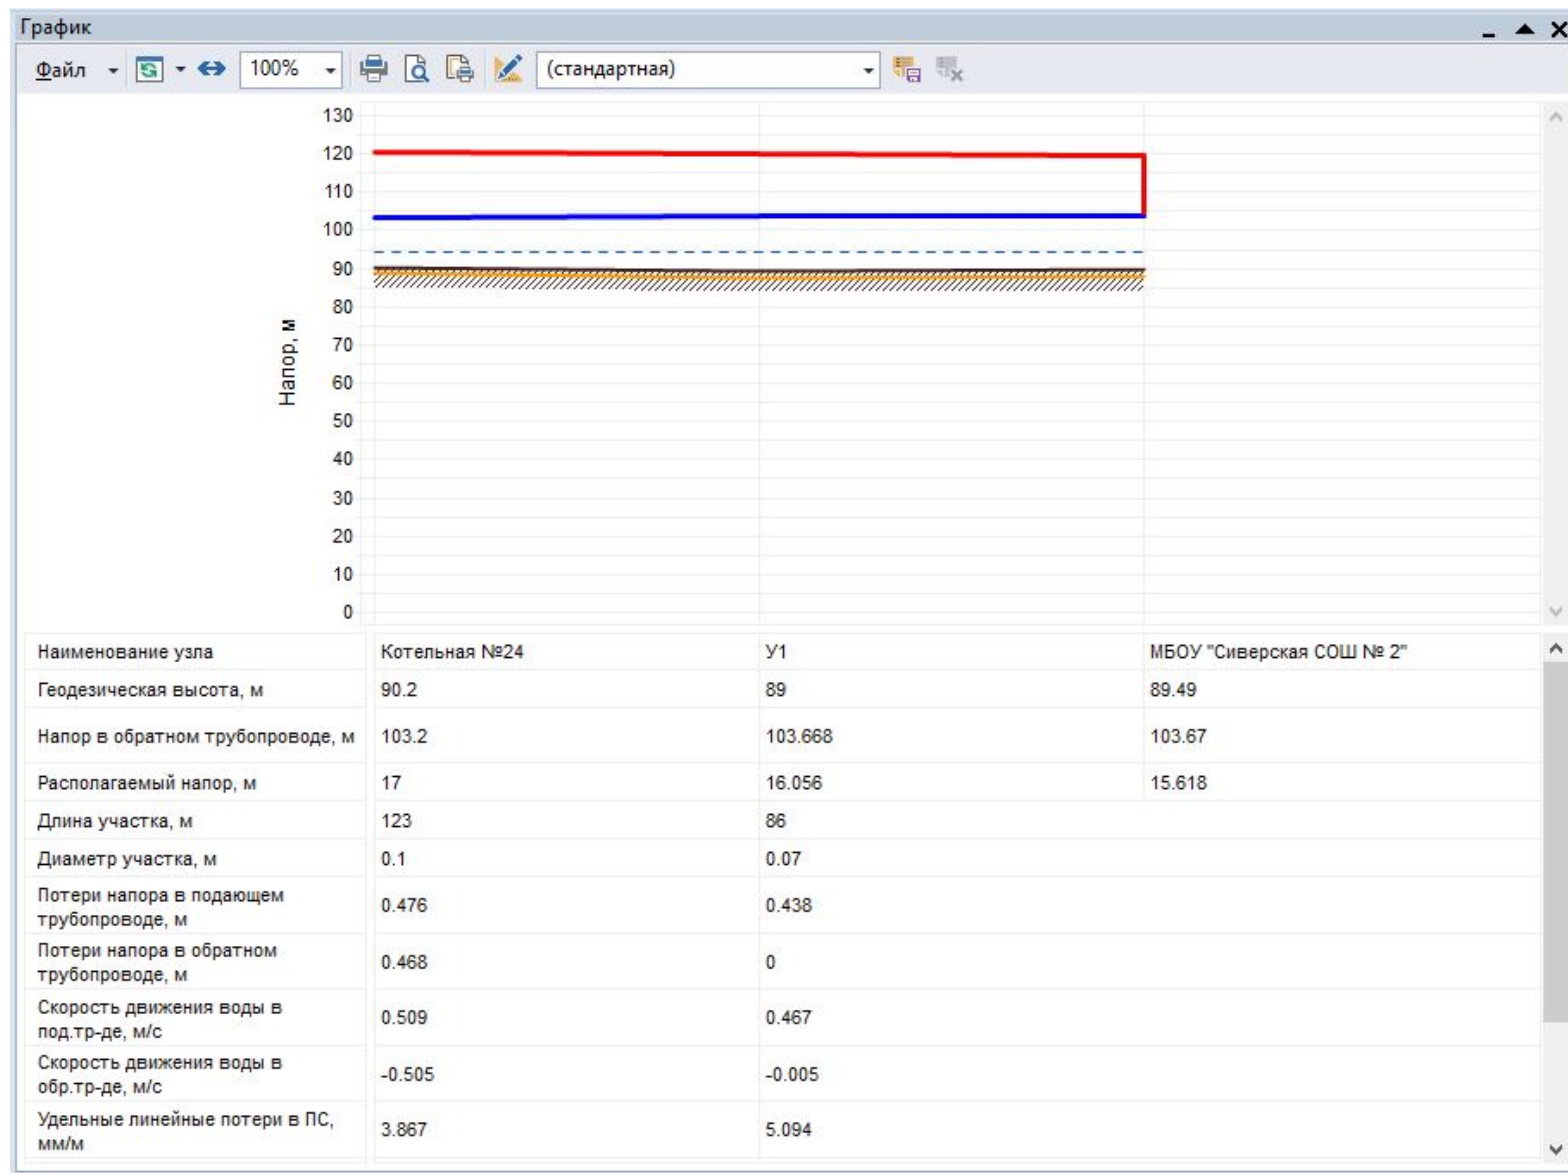 График
Файл
100%
(стандартная)
130
120
110
100
90
80
70
60
50
40
30
20
10
0
Напор, м
Наименование узла Котельная №24 У1 МБОУ "Сиверская СОШ № 2"
Геодезическая высота, м 90.2 89 89.49
Напор в обратном трубопроводе, м 103.2 103.668 103.67
Располагаемый напор, м 17 16.056 15.618
Длина участка, м 123 86
Диаметр участка, м 0.1 0.07
Потери напора в подающем
трубопроводе, м 0.476 0.438
Потери напора в обратном
трубопроводе, м 0.468 0
Скорость движения воды в
под.тр-де, м/с 0.509 0.467
Скорость движения воды в
обр.тр-де, м/с -0.505 -0.005
Удельные линейные потери в ПС,
мм/м 3.867 5.094